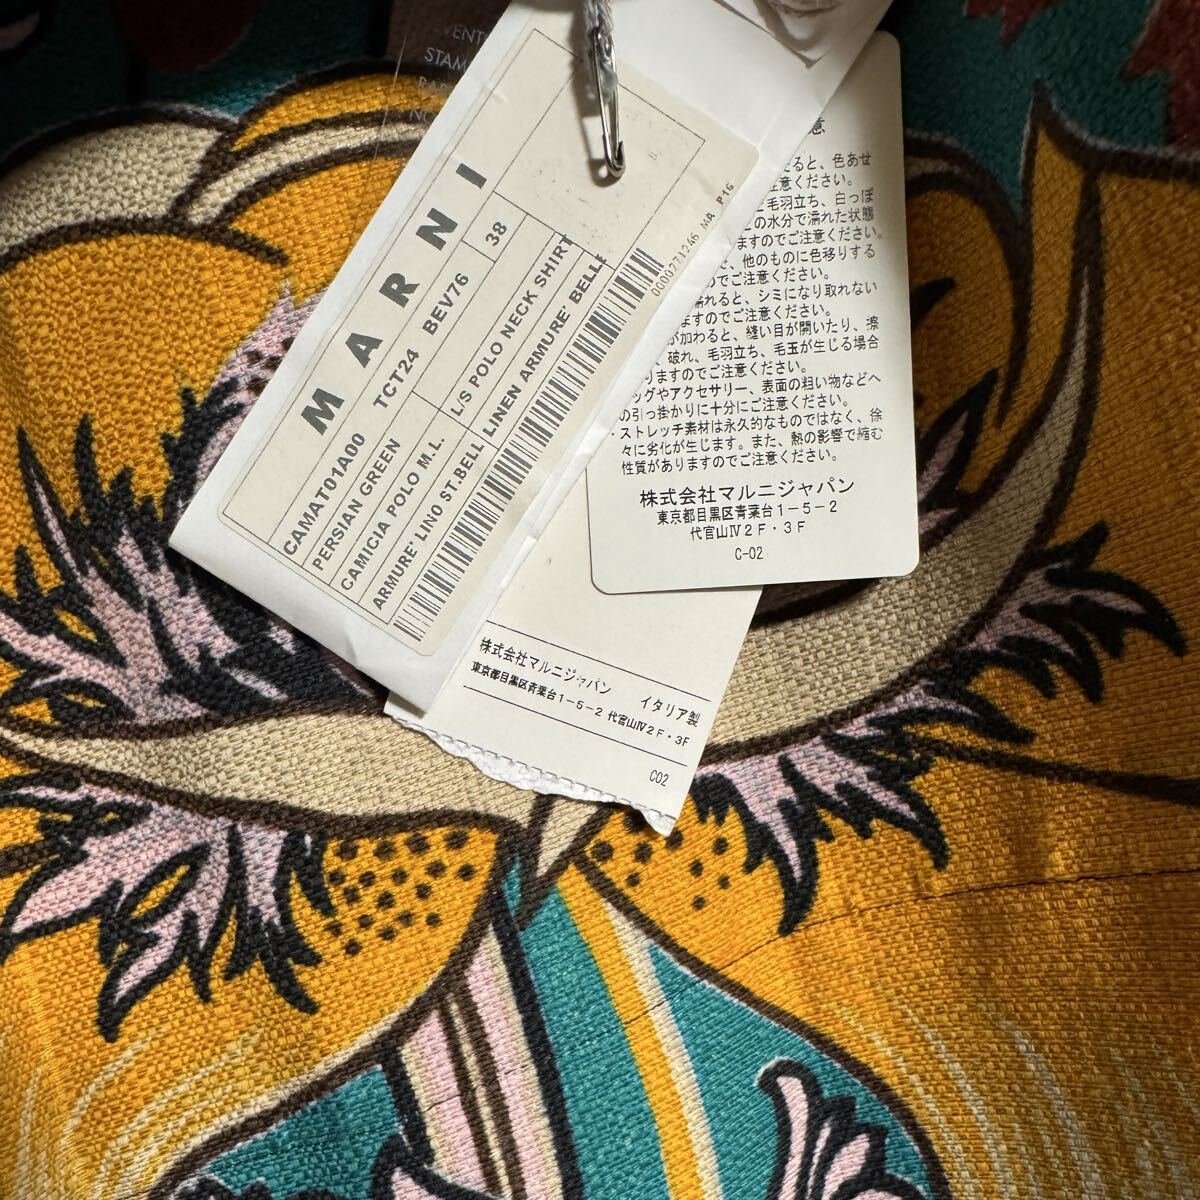 VENT
STAM
NO
MARNI
CAMAT01A00 TCT24 BEV76 38
PERSIAN GREEN
CAMICIA POLO M.L. L/S POLO NECK SHIRT
ARMURE' LINO ST.BELL LINEN ARMURE' BELL
0000271246 MA P16
意
ると、色あせ
注意ください。
毛羽立ち、白っぽ
の水分で濡れた状態
ますのでご注意ください。
、他のものに色移りする
のでご注意ください。
濡れると、シミになり取れない
ますのでご注意ください。
が加わると、縫い目が開いたり、擦
、破れ、毛羽立ち、毛玉が生じる場合
りますのでご注意ください。
ッグやアクセサリー、表面の粗い物などへ
の引っ掛かりに十分にご注意ください。
・ストレッチ素材は永久的なものではなく、徐
々に劣化が生じます。また、熱の影響で縮む
性質がありますのでご注意ください。
株式会社マルニジャパン
東京都目黒区青葉台1-5-2
代官山Ⅳ2F・3F
C-02
株式会社マルニジャパン イタリア製
東京都目黒区青葉台1-5-2 代官山Ⅳ2F・3F
C02